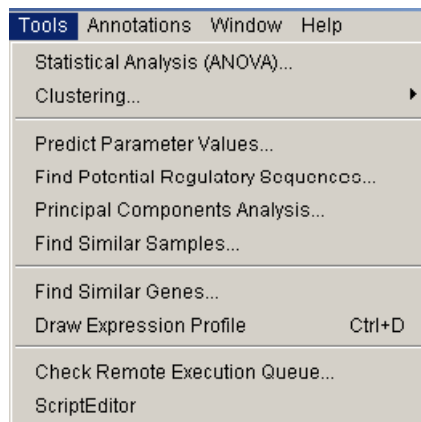 Tools Annotations Window Help
Statistical Analysis (ANOVA)...
Clustering...
Predict Parameter Values...
Find Potential Regulatory Sequences...
Principal Components Analysis...
Find Similar Samples...
Find Similar Genes...
Draw Expression Profile Ctrl+D
Check Remote Execution Queue...
ScriptEditor